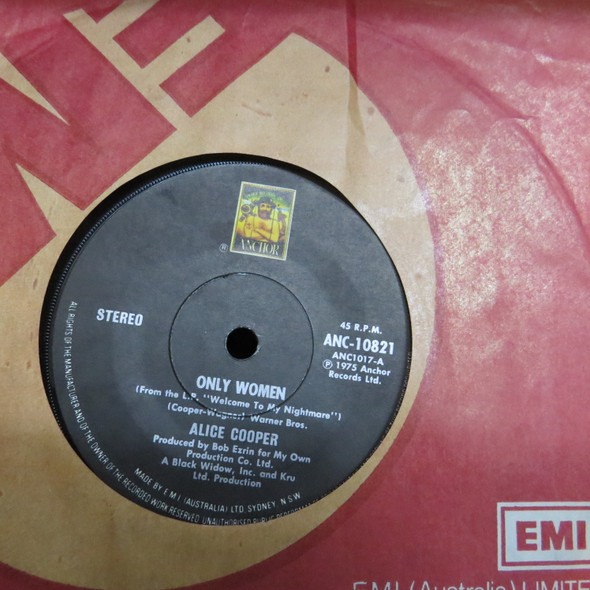 ANCHOR
®
STEREO
45 R.P.M.
ANC-10821
ANC1017-A
℗ 1975 Anchor
Records Ltd.
ONLY WOMEN
(From the L.P. "Welcome To My Nightmare")
(Cooper-Wagner) Warner Bros.
ALICE COOPER
Produced by Bob Ezrin for My Own
Production Co. Ltd.
A Black Widow, Inc. and Kru
Ltd. Production
MADE BY E.M.I. (AUSTRALIA) LTD. SYDNEY. N.S.W.
ALL RIGHTS OF THE MANUFACTURER AND OF THE OWNER OF THE RECORDED WORK RESERVED. UNAUTHORISED PUBLIC
EMI
E.M.I. (Australia) LIMITE